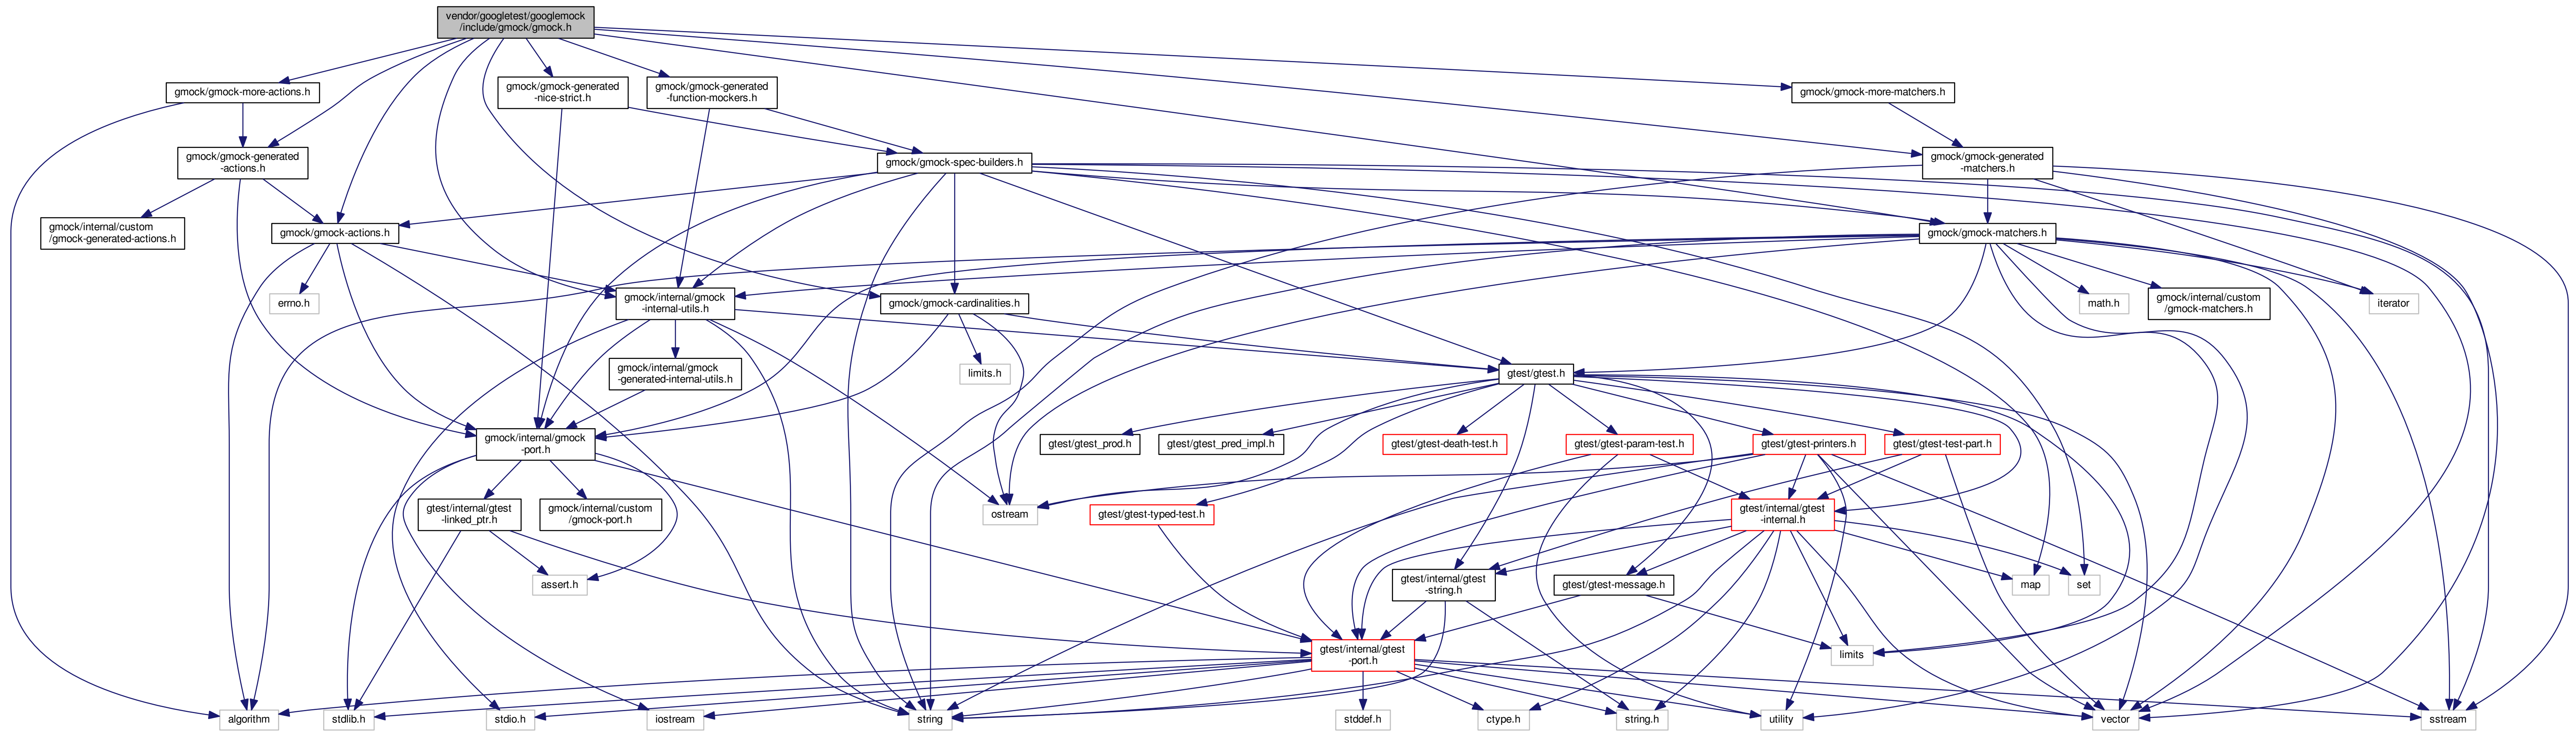 vendor/googletest/googlemock
/include/gmock/gmock.h
gmock/gmock-more-actions.h
gmock/gmock-generated
-nice-strict.h
gmock/gmock-generated
-function-mockers.h
gmock/gmock-more-matchers.h
gmock/gmock-generated
-actions.h
gmock/gmock-spec-builders.h
gmock/gmock-generated
-matchers.h
gmock/internal/custom
/gmock-generated-actions.h
gmock/gmock-actions.h
gmock/gmock-matchers.h
errno.h
gmock/internal/gmock
-internal-utils.h
gmock/gmock-cardinalities.h
math.h
gmock/internal/custom
/gmock-matchers.h
iterator
gmock/internal/gmock
-generated-internal-utils.h
limits.h
gtest/gtest.h
gmock/internal/gmock
-port.h
gtest/gtest_prod.h
gtest/gtest_pred_impl.h
gtest/gtest-death-test.h
gtest/gtest-param-test.h
gtest/gtest-printers.h
gtest/gtest-test-part.h
gtest/internal/gtest
-linked_ptr.h
gmock/internal/custom
/gmock-port.h
ostream
gtest/gtest-typed-test.h
gtest/internal/gtest
-internal.h
assert.h
gtest/internal/gtest
-string.h
gtest/gtest-message.h
map
set
gtest/internal/gtest
-port.h
limits
algorithm
stdlib.h
stdio.h
iostream
string
stddef.h
ctype.h
string.h
utility
vector
sstream